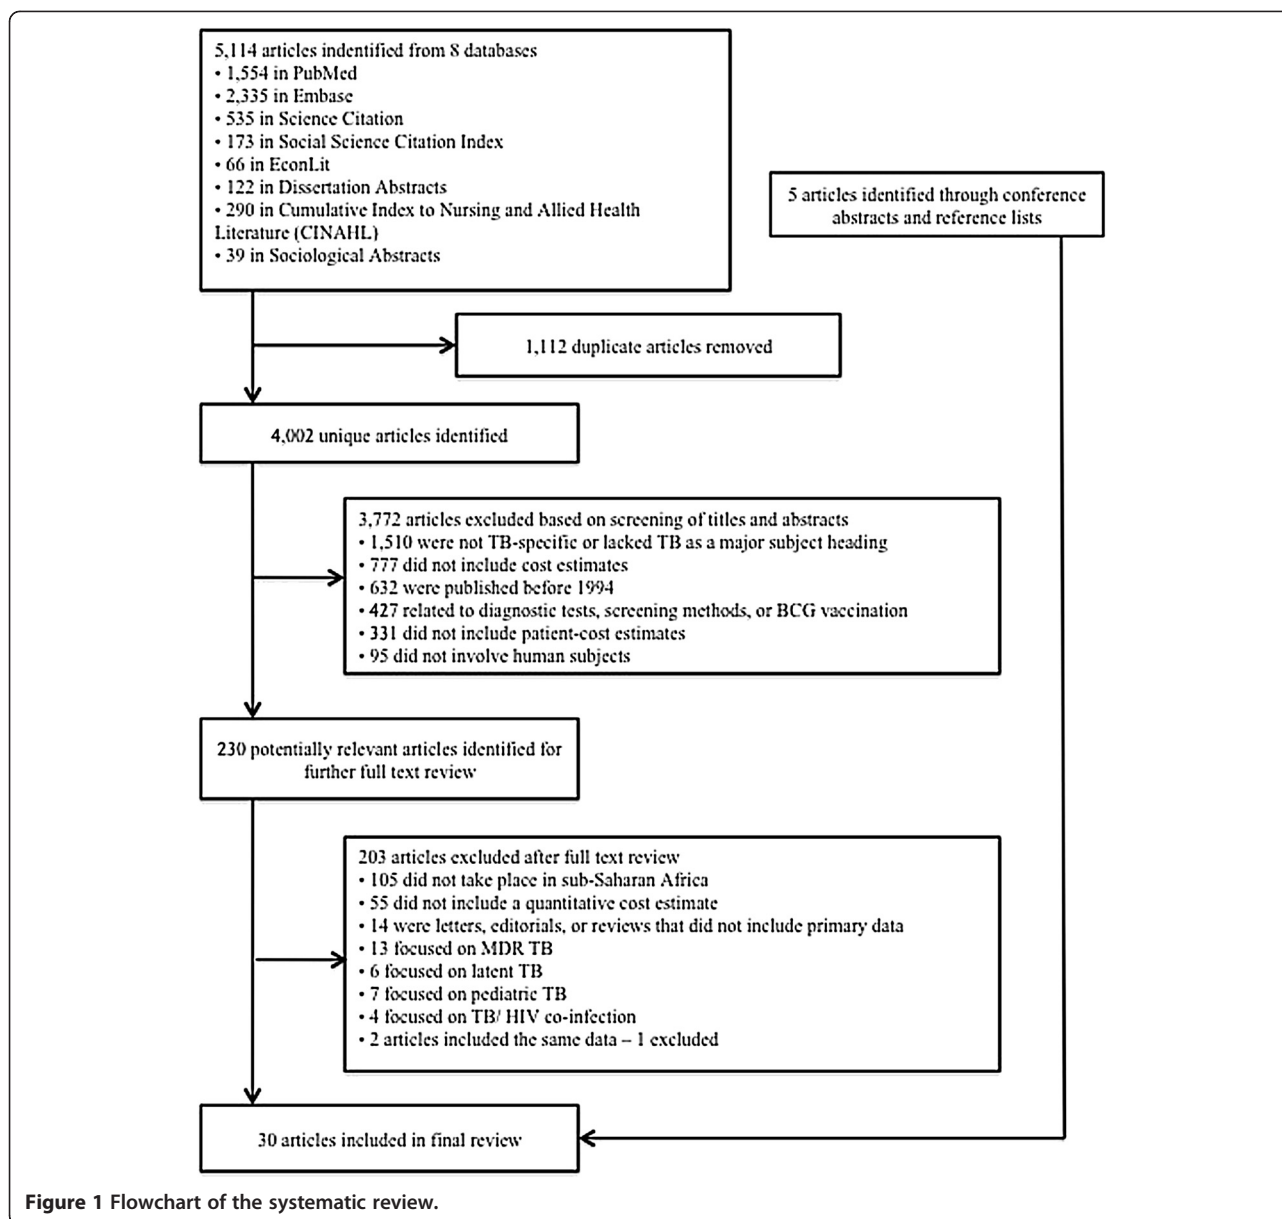 5,114 articles indentified from 8 databases
• 1,554 in PubMed
• 2,335 in Embase
• 535 in Science Citation
• 173 in Social Science Citation Index
• 66 in EconLit
• 122 in Dissertation Abstracts
• 290 in Cumulative Index to Nursing and Allied Health
Literature (CINAHL)
• 39 in Sociological Abstracts
5 articles identified through conference
abstracts and reference lists
1,112 duplicate articles removed
4,002 unique articles identified
3,772 articles excluded based on screening of titles and abstracts
• 1,510 were not TB-specific or lacked TB as a major subject heading
• 777 did not include cost estimates
• 632 were published before 1994
• 427 related to diagnostic tests, screening methods, or BCG vaccination
• 331 did not include patient-cost estimates
• 95 did not involve human subjects
230 potentially relevant articles identified for
further full text review
203 articles excluded after full text review
• 105 did not take place in sub-Saharan Africa
• 55 did not include a quantitative cost estimate
• 14 were letters, editorials, or reviews that did not include primary data
• 13 focused on MDR TB
• 6 focused on latent TB
• 7 focused on pediatric TB
• 4 focused on TB/ HIV co-infection
• 2 articles included the same data – 1 excluded
30 articles included in final review
Figure 1 Flowchart of the systematic review.